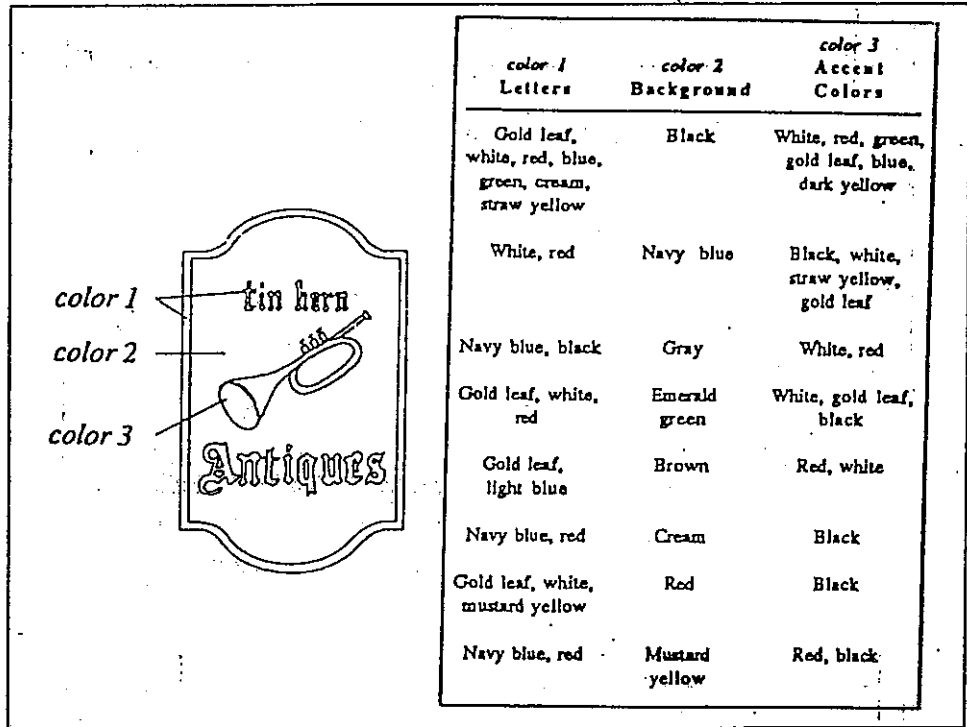 color 1
Letters
color 2
Background
color 3
Accent
Colors
Gold leaf,
white, red, blue,
green, cream,
straw yellow
Black
White, red, green,
gold leaf, blue,
dark yellow
White, red
Navy blue
Black, white,
straw yellow,
gold leaf
Navy blue, black
Gray
White, red
Gold leaf, white,
red
Emerald
green
White, gold leaf,
black
Gold leaf,
light blue
Brown
Red, white
Navy blue, red
Cream
Black
Gold leaf, white,
mustard yellow
Red
Black
Navy blue, red
Mustard
yellow
Red, black
color 1
color 2
color 3
tin horn
Antiques